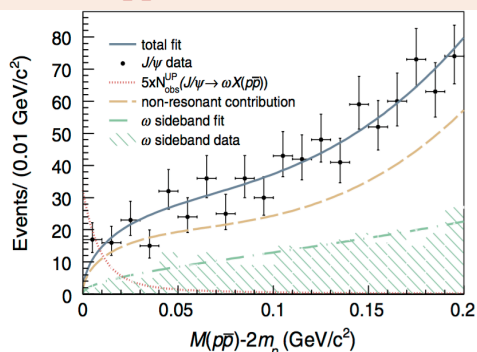 80
70
60
50
40
30
20
10
0
Events/ (0.01 GeV/c²)
total fit
J/ψ data
5xN^UP_obs(J/ψ→ ωX(pp̅))
non-resonant contribution
ω sideband fit
ω sideband data
0 0.05 0.1 0.15 0.2
M(pp̅)-2mₚ (GeV/c²)